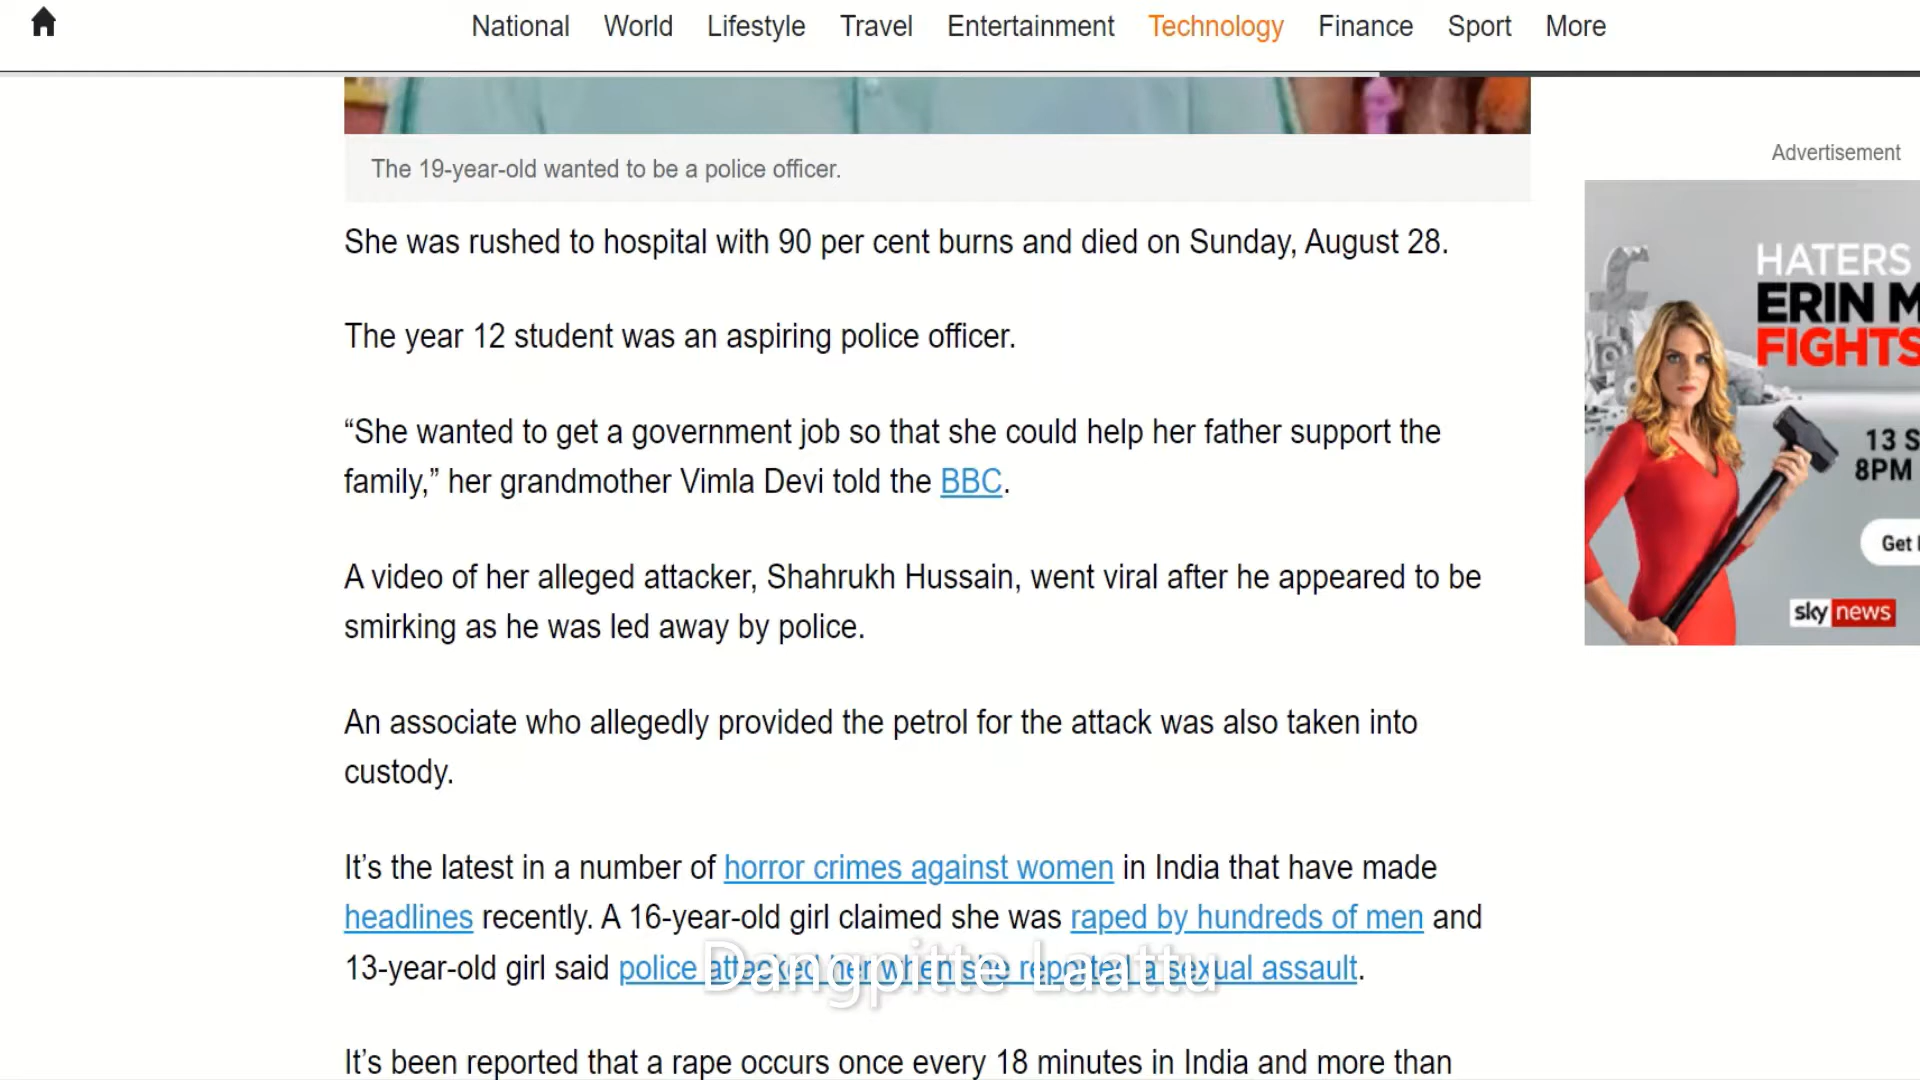 National World Lifestyle Travel Entertainment Technology Finance Sport More
The 19-year-old wanted to be a police officer.
She was rushed to hospital with 90 per cent burns and died on Sunday, August 28.
The year 12 student was an aspiring police officer.
“She wanted to get a government job so that she could help her father support the
family,” her grandmother Vimla Devi told the BBC.
A video of her alleged attacker, Shahrukh Hussain, went viral after he appeared to be
smirking as he was led away by police.
An associate who allegedly provided the petrol for the attack was also taken into
custody.
It’s the latest in a number of horror crimes against women in India that have made
headlines recently. A 16-year-old girl claimed she was raped by hundreds of men and
13-year-old girl said police attacked her when she reported a sexual assault.
Dangpitte Laattu
It’s been reported that a rape occurs once every 18 minutes in India and more than
Advertisement
HATERS
ERIN M
FIGHTS
13 S
8PM
Get
sky news